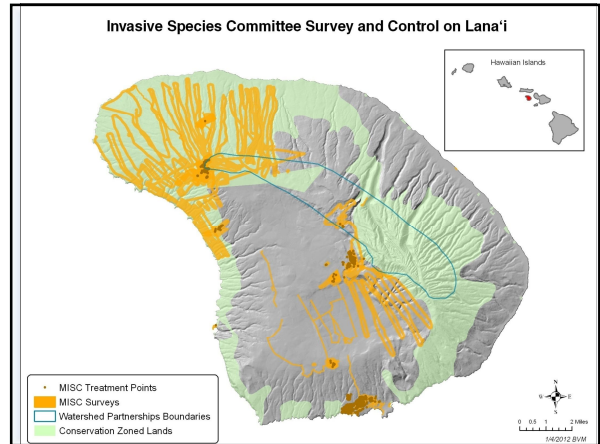 Invasive Species Committee Survey and Control on Lana‘i
Hawaiian Islands
MISC Treatment Points
MISC Surveys
Watershed Partnerships Boundaries
Conservation Zoned Lands
N
W E
S
0 0.5 1 2 Miles
1/4/2012 BVM